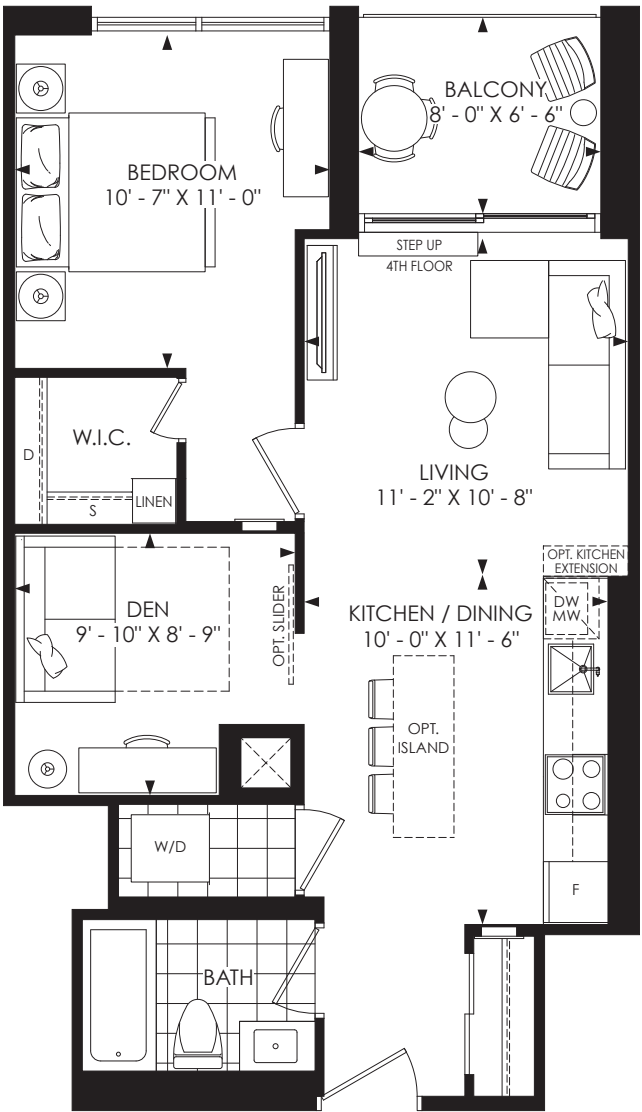 BALCONY
8' - 0" X 6' - 6"
BEDROOM
10' - 7" X 11' - 0"
STEP UP
4TH FLOOR
W.I.C.
D
S
LINEN
LIVING
11' - 2" X 10' - 8"
OPT. KITCHEN
EXTENSION
DEN
9' - 10" X 8' - 9"
OPT. SLIDER
KITCHEN / DINING
10' - 0" X 11' - 6"
DW
MW
OPT.
ISLAND
W/D
F
BATH